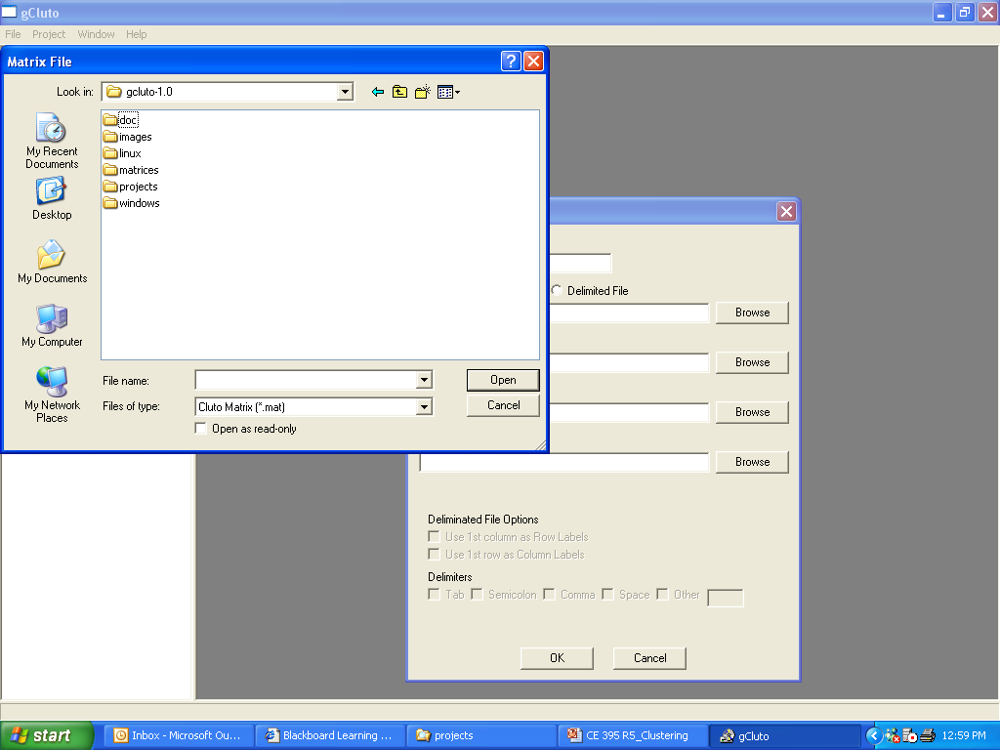 gCluto
File Project Window Help
Matrix File
Look in: gcluto-1.0
My Recent Documents
Desktop
My Documents
My Computer
My Network Places
doc
images
linux
matrices
projects
windows
File name:
Open
Files of type: Cluto Matrix (*.mat)
Cancel
Open as read-only
Delimited File
Browse
Browse
Browse
Browse
Deliminated File Options
Use 1st column as Row Labels
Use 1st row as Column Labels
Delimiters
Tab Semicolon Comma Space Other
OK Cancel
start Inbox - Microsoft Ou... Blackboard Learning ... projects CE 395 R5_Clustering gCluto 12:59 PM